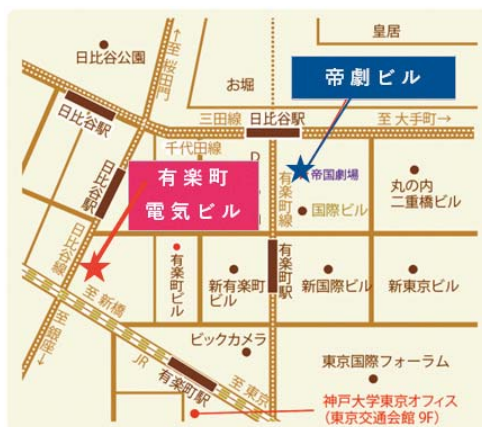 皇居
日比谷公園
←至 桜田門
お堀
帝劇ビル
日比谷駅
三田線
日比谷駅
至 大手町→
千代田線
D
有楽町
電気ビル
日比谷駅
有楽町線
帝国劇場
国際ビル
丸の内
二重橋ビル
日比谷線
有楽町ビル
新有楽町
ビル
有楽町駅
新国際ビル
新東京ビル
至 新橋
至 銀座→
ビックカメラ
JR
有楽町駅
至 東京
東京国際フォーラム
神戸大学東京オフィス
(東京交通会館 9F)